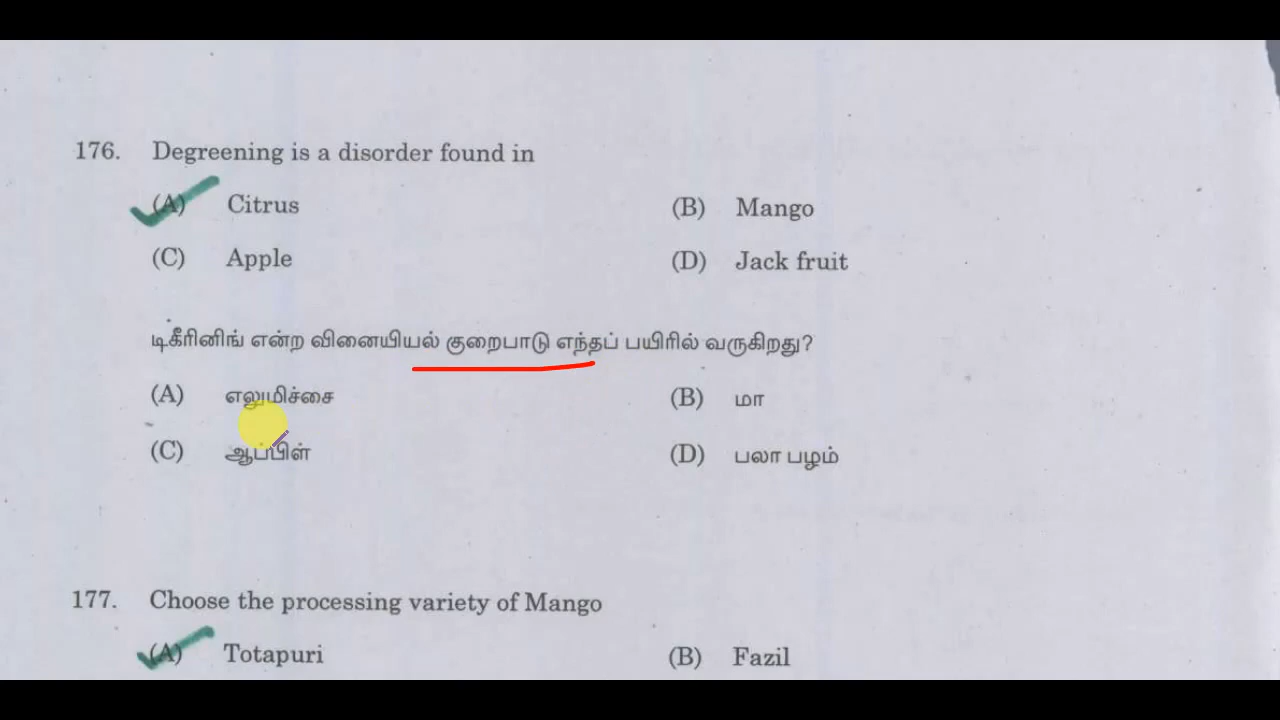 176. Degreening is a disorder found in
(A) Citrus (B) Mango
(C) Apple (D) Jack fruit
டிகீரினிங் என்ற வினையியல் குறைபாடு எந்தப் பயிரில் வருகிறது?
(A) எலுமிச்சை (B) மா
(C) ஆப்பிள் (D) பலா பழம்
177. Choose the processing variety of Mango
(A) Totapuri (B) Fazil